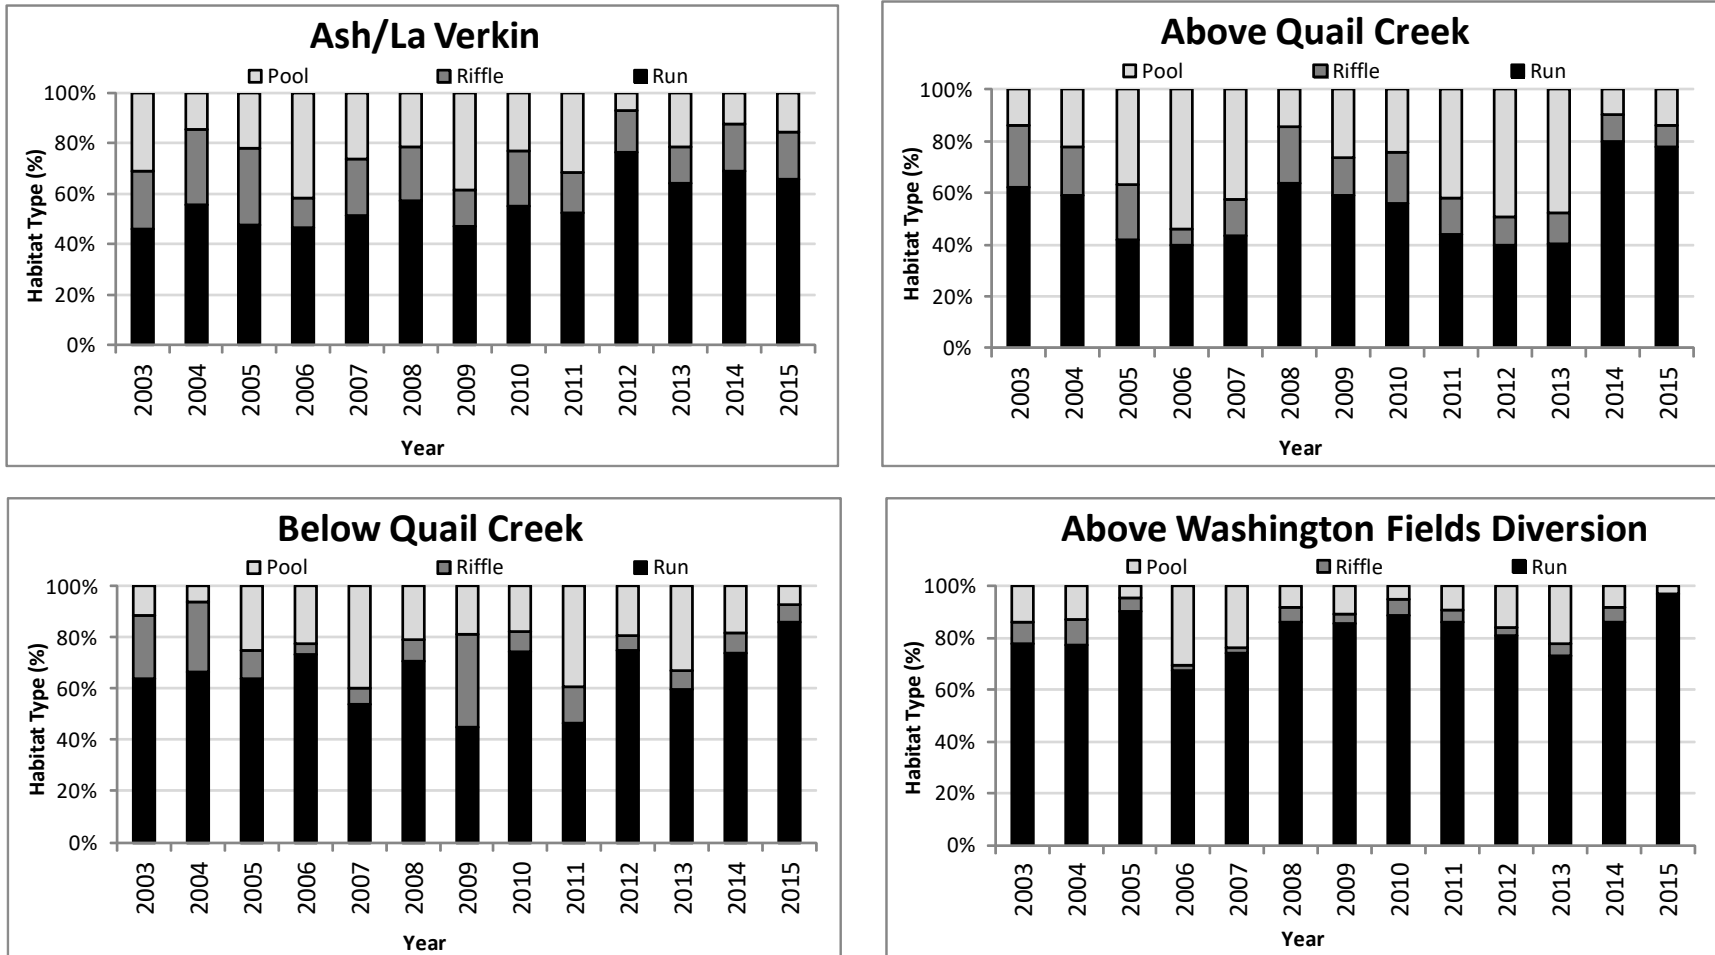 Ash/La Verkin
Pool Riffle Run
100%
80%
60%
40%
20%
0%
Habitat Type (%)
2003 2004 2005 2006 2007 2008 2009 2010 2011 2012 2013 2014 2015
Year
Above Quail Creek
Pool Riffle Run
100%
80%
60%
40%
20%
0%
Habitat Type (%)
2003 2004 2005 2006 2007 2008 2009 2010 2011 2012 2013 2014 2015
Year
Below Quail Creek
Pool Riffle Run
100%
80%
60%
40%
20%
0%
Habitat Type (%)
2003 2004 2005 2006 2007 2008 2009 2010 2011 2012 2013 2014 2015
Year
Above Washington Fields Diversion
Pool Riffle Run
100%
80%
60%
40%
20%
0%
Habitat Type (%)
2003 2004 2005 2006 2007 2008 2009 2010 2011 2012 2013 2014 2015
Year